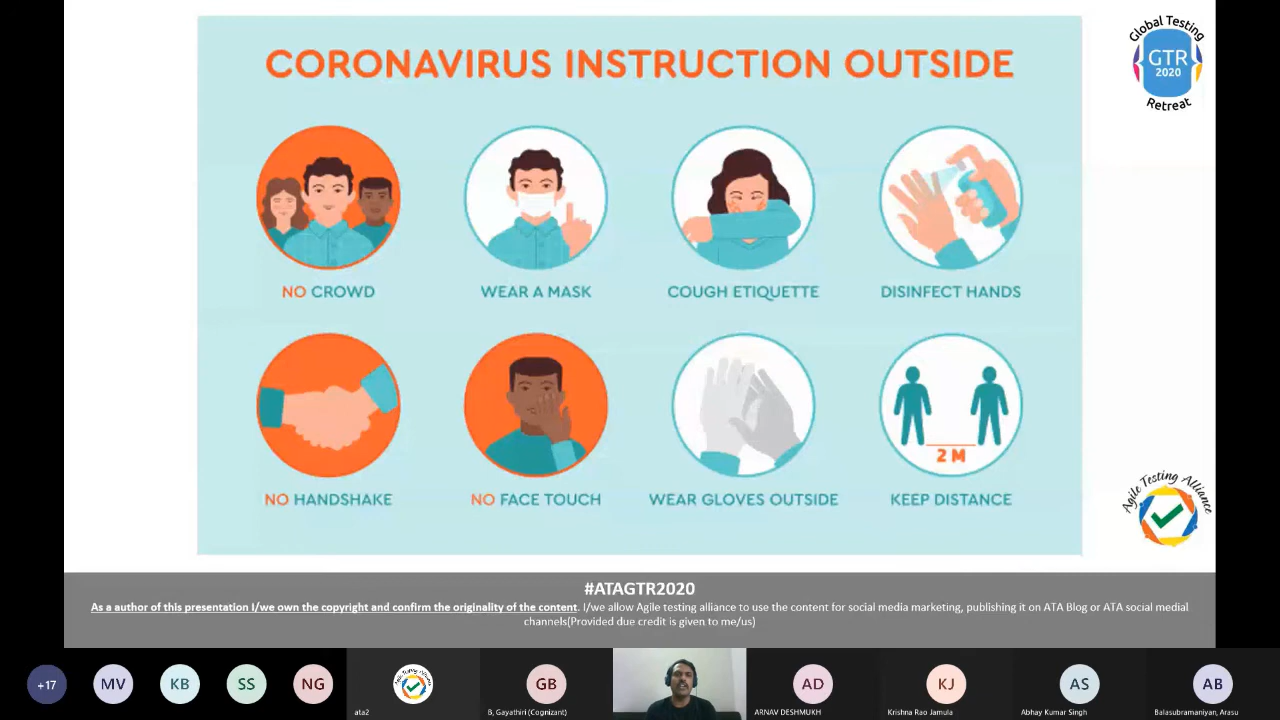 CORONAVIRUS INSTRUCTION OUTSIDE
Global Testing
GTR
2020
Retreat
NO CROWD
WEAR A MASK
COUGH ETIQUETTE
DISINFECT HANDS
2 M
NO HANDSHAKE
NO FACE TOUCH
WEAR GLOVES OUTSIDE
KEEP DISTANCE
Agile Testing Alliance
#ATAGTR2020
As a author of this presentation I/we own the copyright and confirm the originality of the content. I/we allow Agile testing alliance to use the content for social media marketing, publishing it on ATA Blog or ATA social medial
channels(Provided due credit is given to me/us)
+17
MV
KB
SS
NG
Agile Testing Alliance
ata2
GB
B, Gayathiri (Cognizant)
AD
ARNAV DESHMUKH
KJ
Krishna Rao Jamula
AS
Abhay Kumar Singh
AB
Balasubramaniyan, Arasu